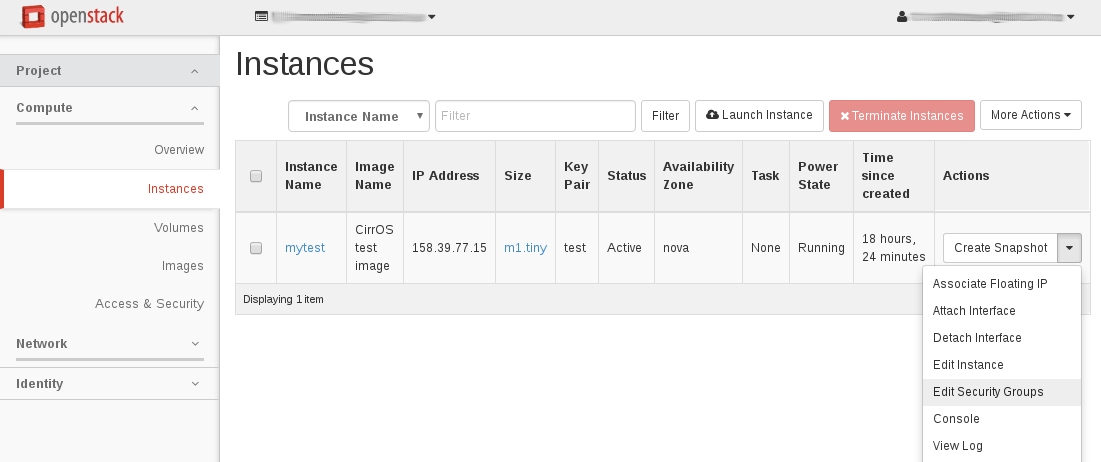 openstack
Project
Compute
Overview
Instances
Volumes
Images
Access & Security
Network
Identity
Instances
Instance Name
Filter
Filter
Launch Instance
Terminate Instances
More Actions
Instance Name
Image Name
IP Address
Size
Key Pair
Status
Availability Zone
Task
Power State
Time since created
Actions
mytest
CirrOS test image
158.39.77.15
m1.tiny
test
Active
nova
None
Running
18 hours, 24 minutes
Create Snapshot
Displaying 1 item
Associate Floating IP
Attach Interface
Detach Interface
Edit Instance
Edit Security Groups
Console
View Log